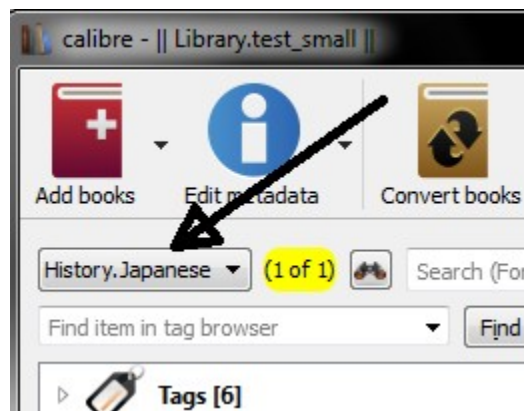 calibre - || Library.test_small ||
Add books Edit metadata Convert books
History.Japanese (1 of 1) Search (For
Find item in tag browser Find
Tags [6]